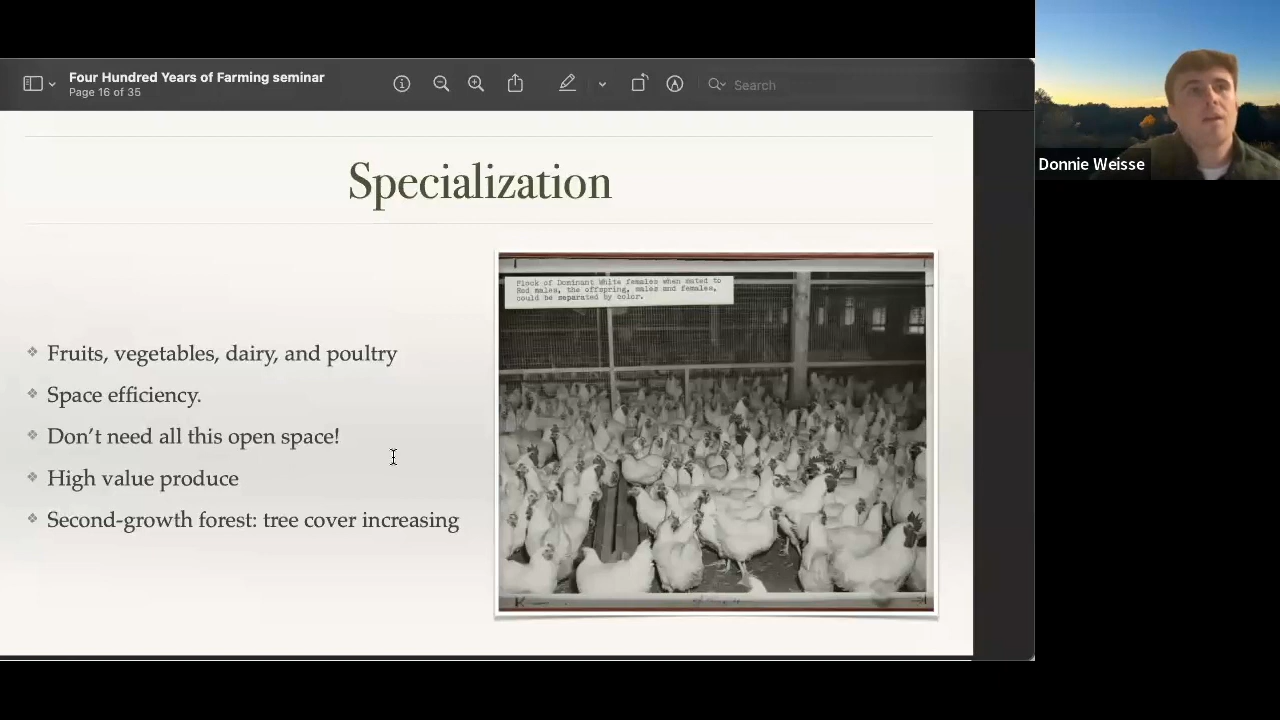 Four Hundred Years of Farming seminar
Page 16 of 35
Search
Donnie Weisse
Specialization
Flock of Dominant White females when mated to
Red males, the offspring, males and females,
could be separated by color.
Fruits, vegetables, dairy, and poultry
Space efficiency.
Don’t need all this open space!
High value produce
Second-growth forest: tree cover increasing